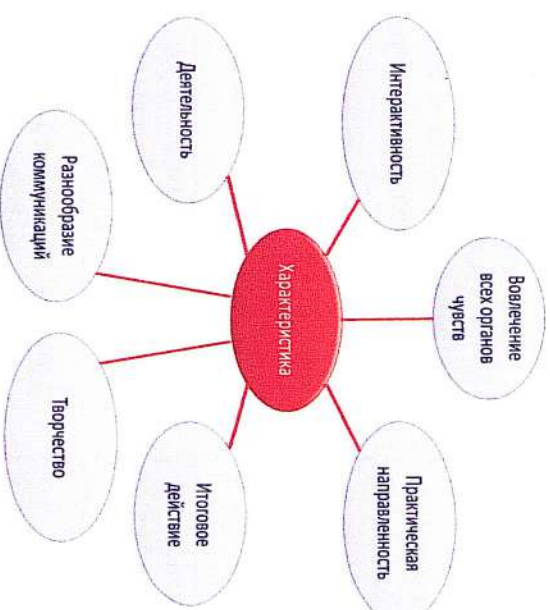 Вовлечение
всех органов
чувств
Интерактивность
Практическая
направленность
Характеристика
Деятельность
Итоговое
действие
Разнообразие
коммуникаций
Творчество